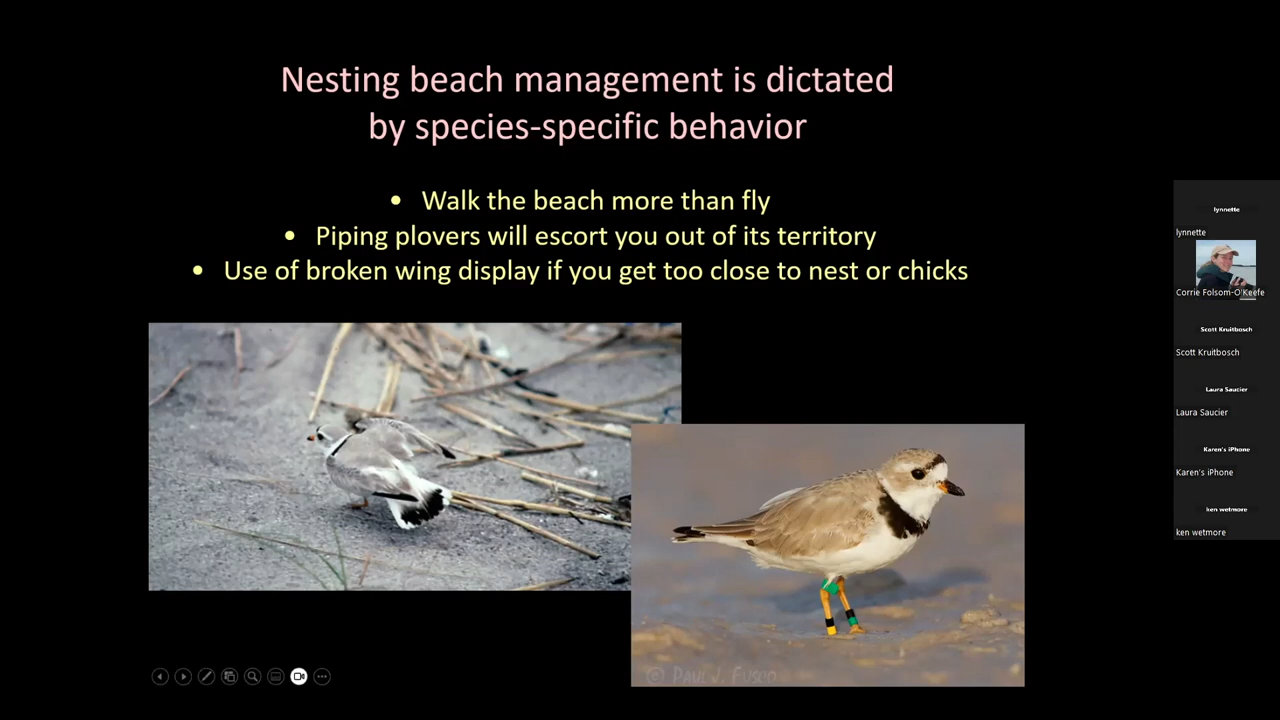 Nesting beach management is dictated
by species-specific behavior
• Walk the beach more than fly
• Piping plovers will escort you out of its territory
• Use of broken wing display if you get too close to nest or chicks
© PAUL J. FUSCO
lynnette
lynnette
Corrie Folsom-O'Keefe
Scott Kruitbosch
Scott Kruitbosch
Laura Saucier
Laura Saucier
Karen's iPhone
Karen's iPhone
ken wetmore
ken wetmore